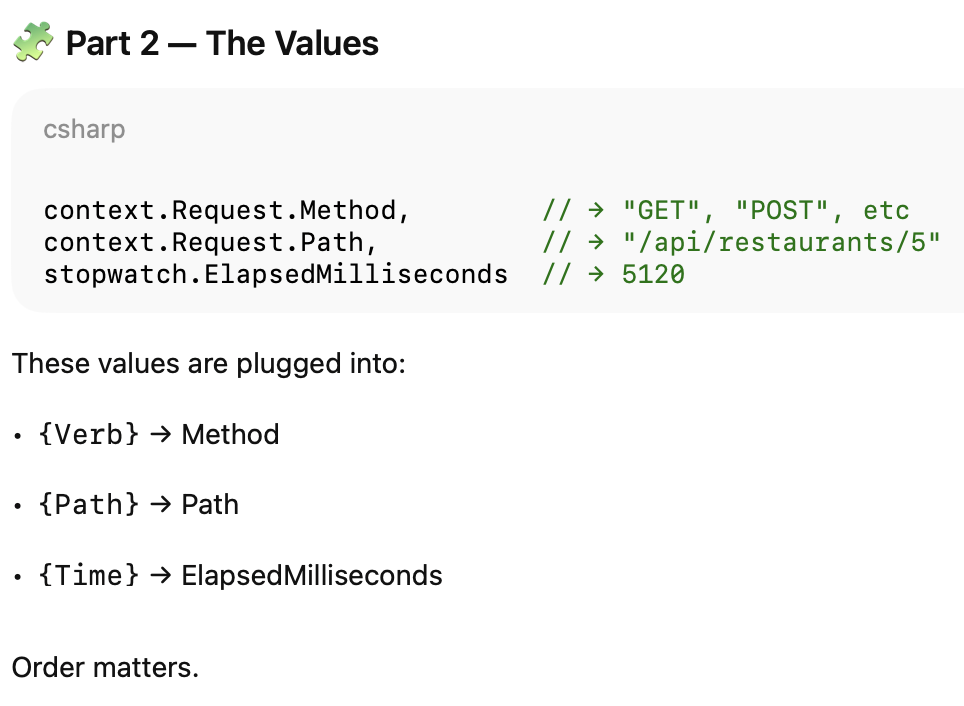 🧩 Part 2 — The Values
csharp
context.Request.Method,        // → "GET", "POST", etc
context.Request.Path,          // → "/api/restaurants/5"
stopwatch.ElapsedMilliseconds  // → 5120
These values are plugged into:
• {Verb} → Method
• {Path} → Path
• {Time} → ElapsedMilliseconds
Order matters.